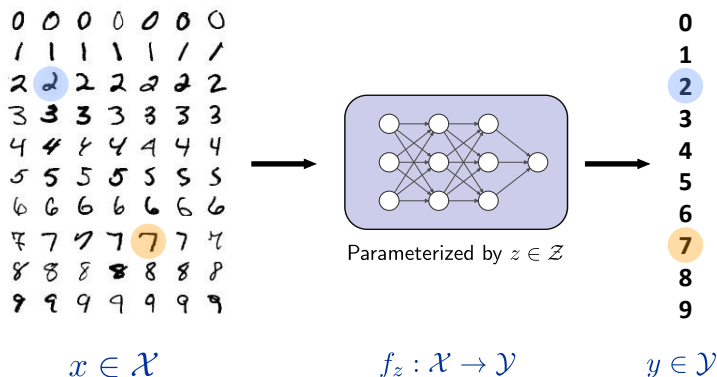 0 0 0 0 0 0 0
1 1 1 1 1 1 1
2 2 2 2 2 2 2
3 3 3 3 3 3 3
4 4 4 4 4 4 4
5 5 5 5 5 5 5
6 6 6 6 6 6 6
7 7 7 7 7 7 7
8 8 8 8 8 8 8
9 9 9 9 9 9 9
x ∈ 𝒳
Parameterized by z ∈ 𝒵
f_z : 𝒳 → 𝒴
0
1
2
3
4
5
6
7
8
9
y ∈ 𝒴